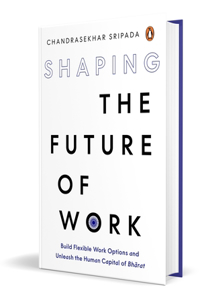 CHANDRASEKHAR SRIPADA
SHAPING
THE
FUTURE
OF
WORK
Build Flexible Work Options and
Unleash the Human Capital of Bhārat